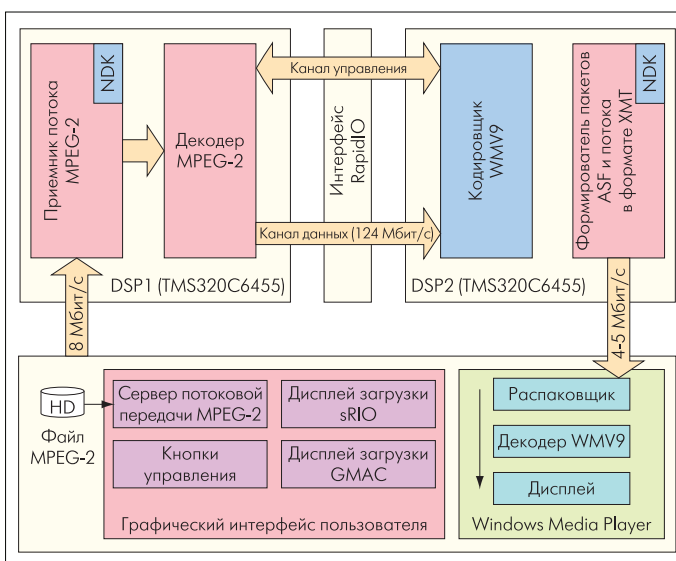 Приемник потока
MPEG-2
NDK
Декодер
MPEG-2
Канал управления
Интерфейс
RapidIO
Канал данных (124 Мбит/с)
Кодировщик
WMV9
Формирователь пакетов
ASF и потока
в формате XMT
NDK
DSP1 (TMS320C6455)
DSP2 (TMS320C6455)
8 Мбит/с
4-5 Мбит/с
HD
Файл
MPEG-2
Сервер потоковой
передачи MPEG-2
Дисплей загрузки
sRIO
Кнопки
управления
Дисплей загрузки
GMAC
Графический интерфейс пользователя
Распаковщик
Декодер WMV9
Дисплей
Windows Media Player